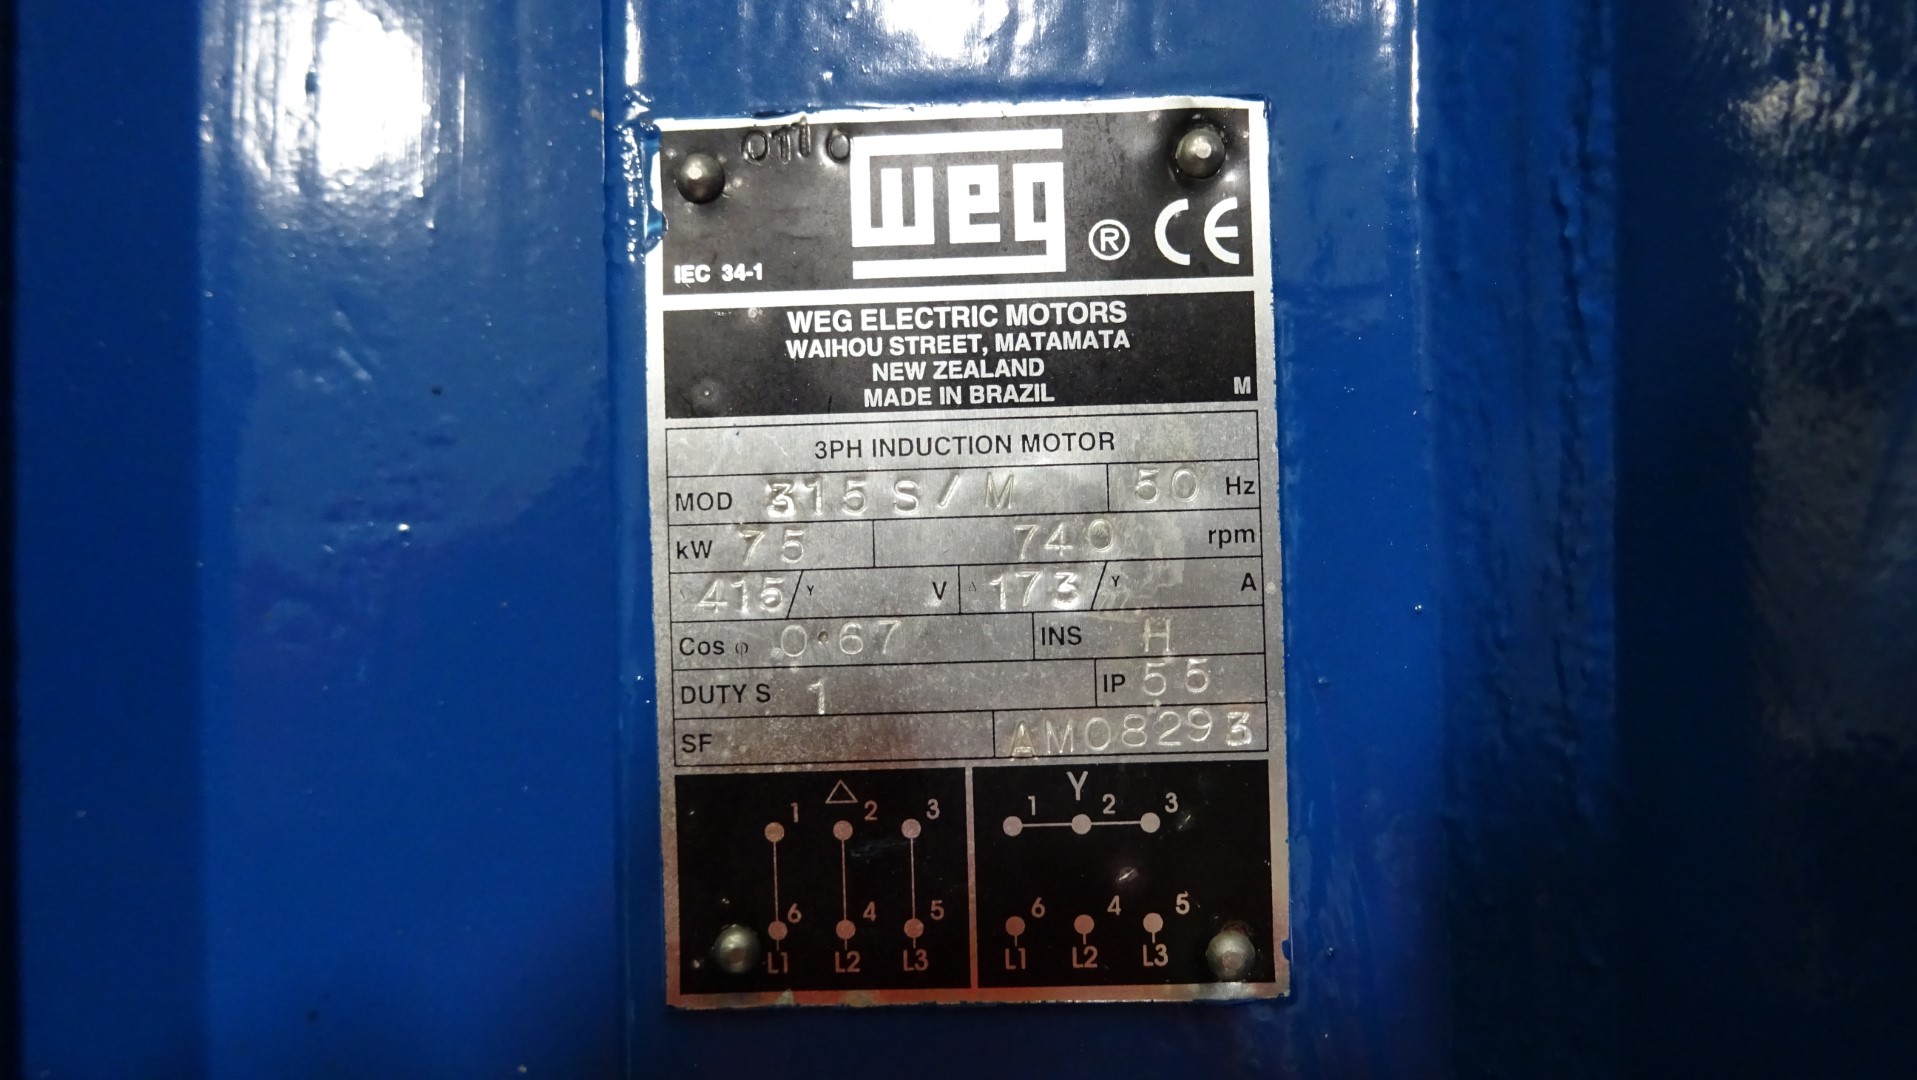 0110
weg ® CE
IEC 34-1
WEG ELECTRIC MOTORS
WAIHOU STREET, MATAMATA
NEW ZEALAND
MADE IN BRAZIL
M
3PH INDUCTION MOTOR
MOD 315 S/M 50 Hz
kW 75 740 rpm
415/Y V Δ 173/Y A
Cos φ 0.67 INS H
DUTY S 1 IP 55
SF AM08293
△ Y
1 2 3 1 2 3
6 4 5 6 4 5
L1 L2 L3 L1 L2 L3